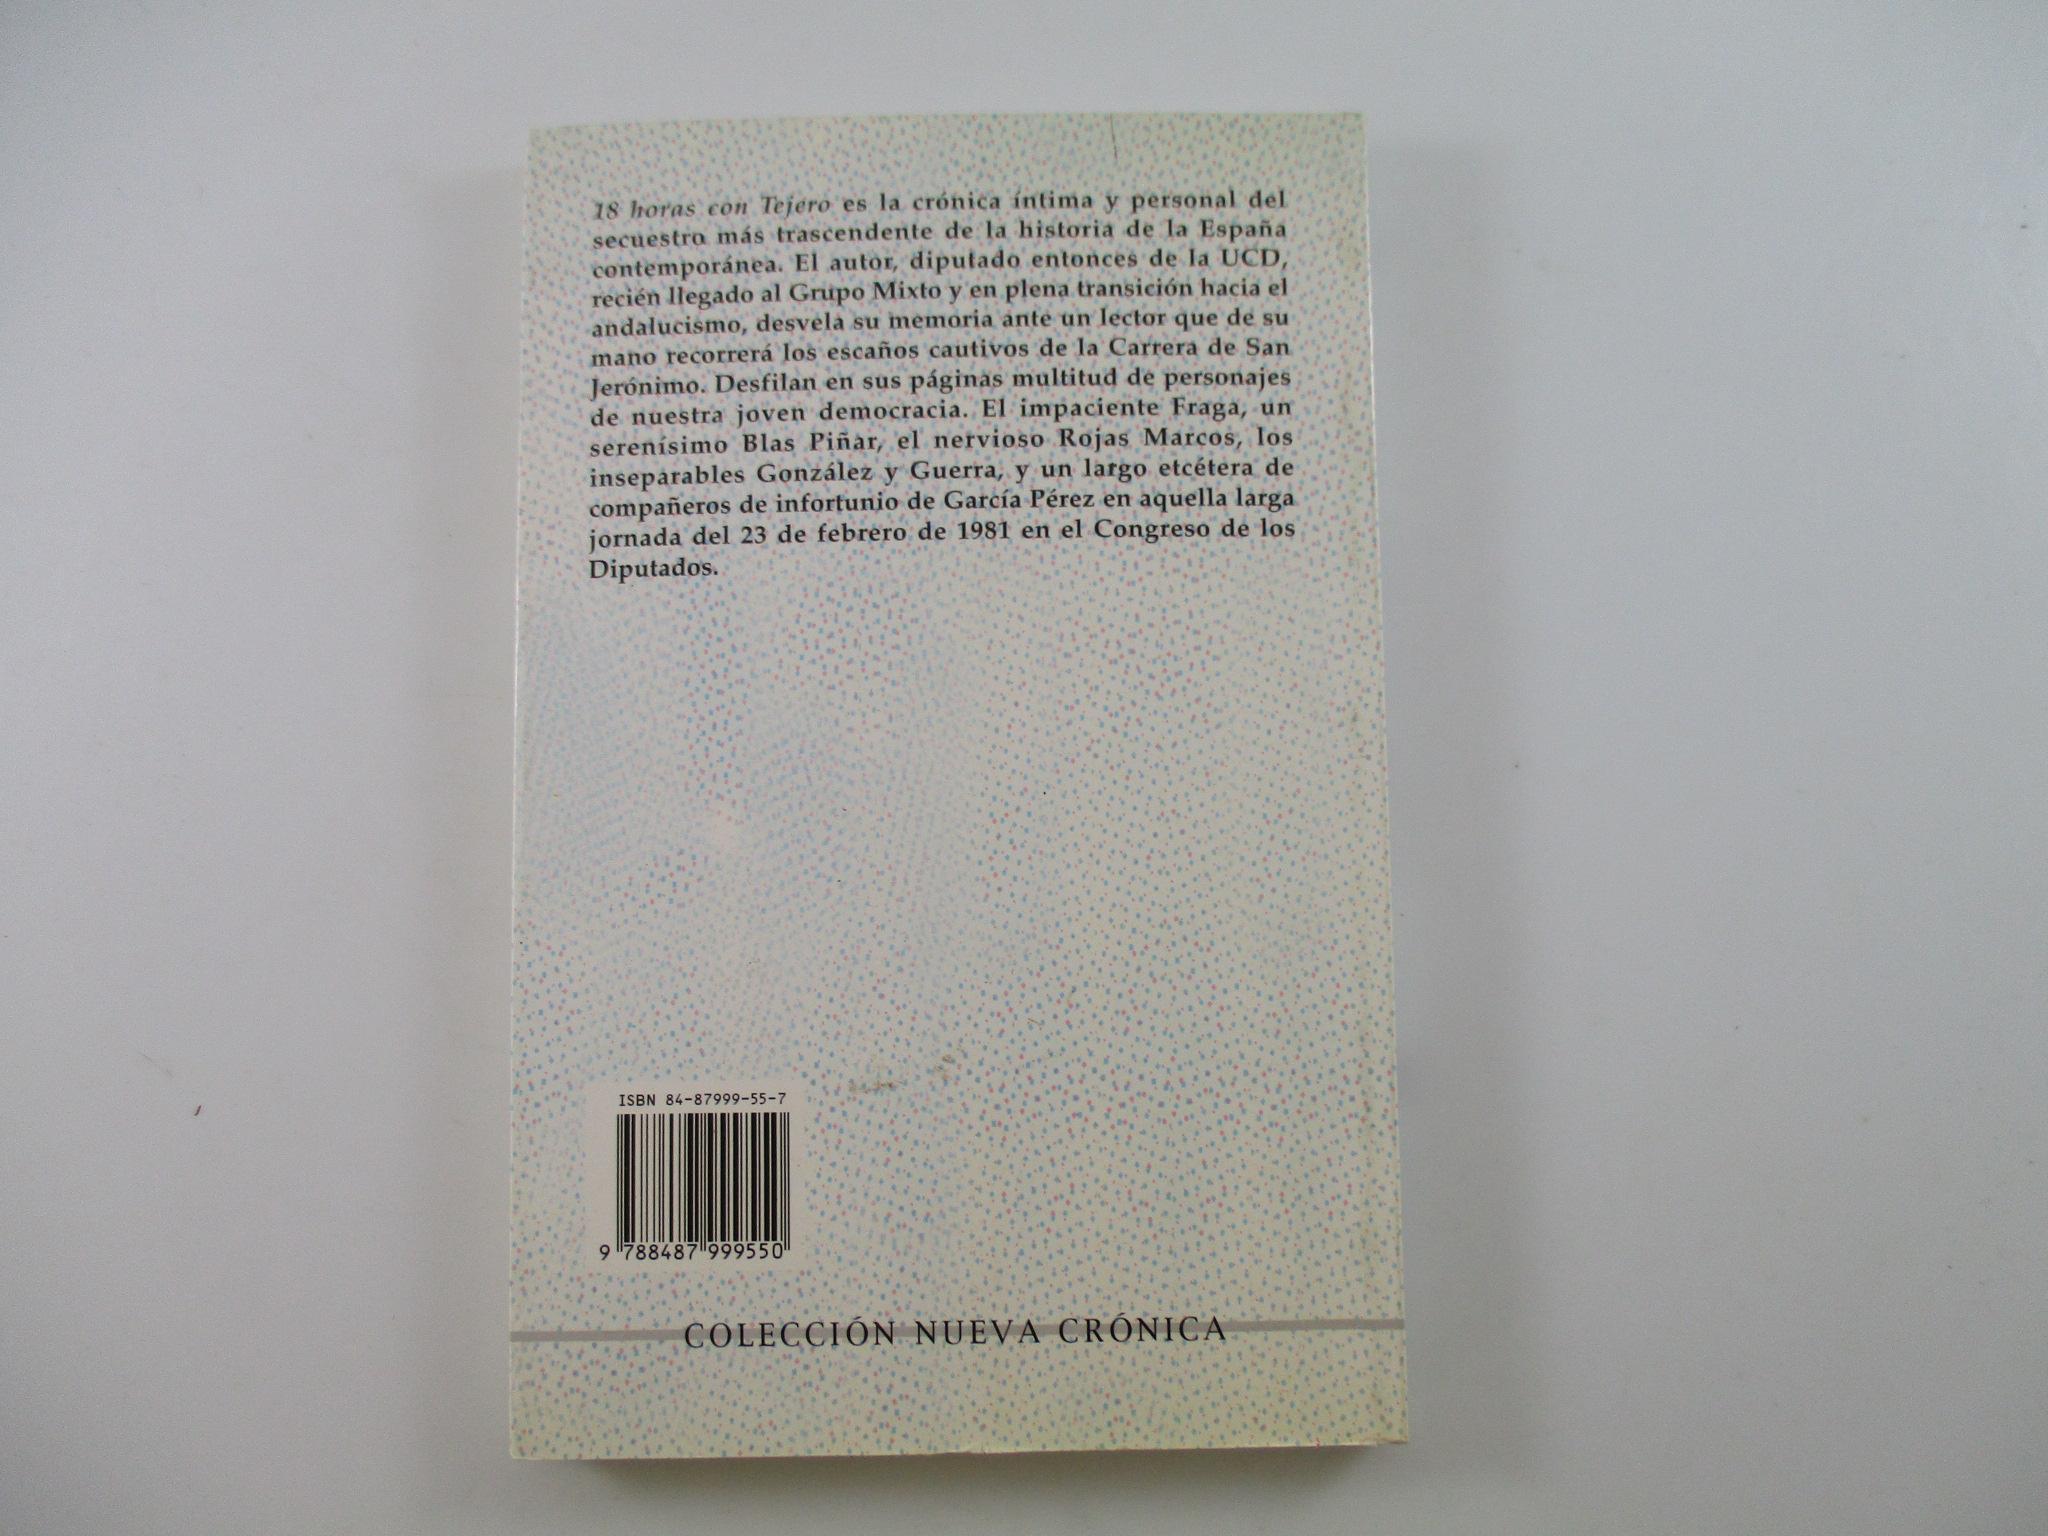 18 horas con Tejero es la crónica íntima y personal del
secuestro más trascendente de la historia de la España
contemporánea. El autor, diputado entonces de la UCD,
recién llegado al Grupo Mixto y en plena transición hacia el
andalucismo, desvela su memoria ante un lector que de su
mano recorrerá los escaños cautivos de la Carrera de San
Jerónimo. Desfilan en sus páginas multitud de personajes
de nuestra joven democracia. El impaciente Fraga, un
serenísimo Blas Piñar, el nervioso Rojas Marcos, los
inseparables González y Guerra, y un largo etcétera de
compañeros de infortunio de García Pérez en aquella larga
jornada del 23 de febrero de 1981 en el Congreso de los
Diputados.
ISBN 84-87999-55-7
9 788487 999550
COLECCIÓN NUEVA CRÓNICA